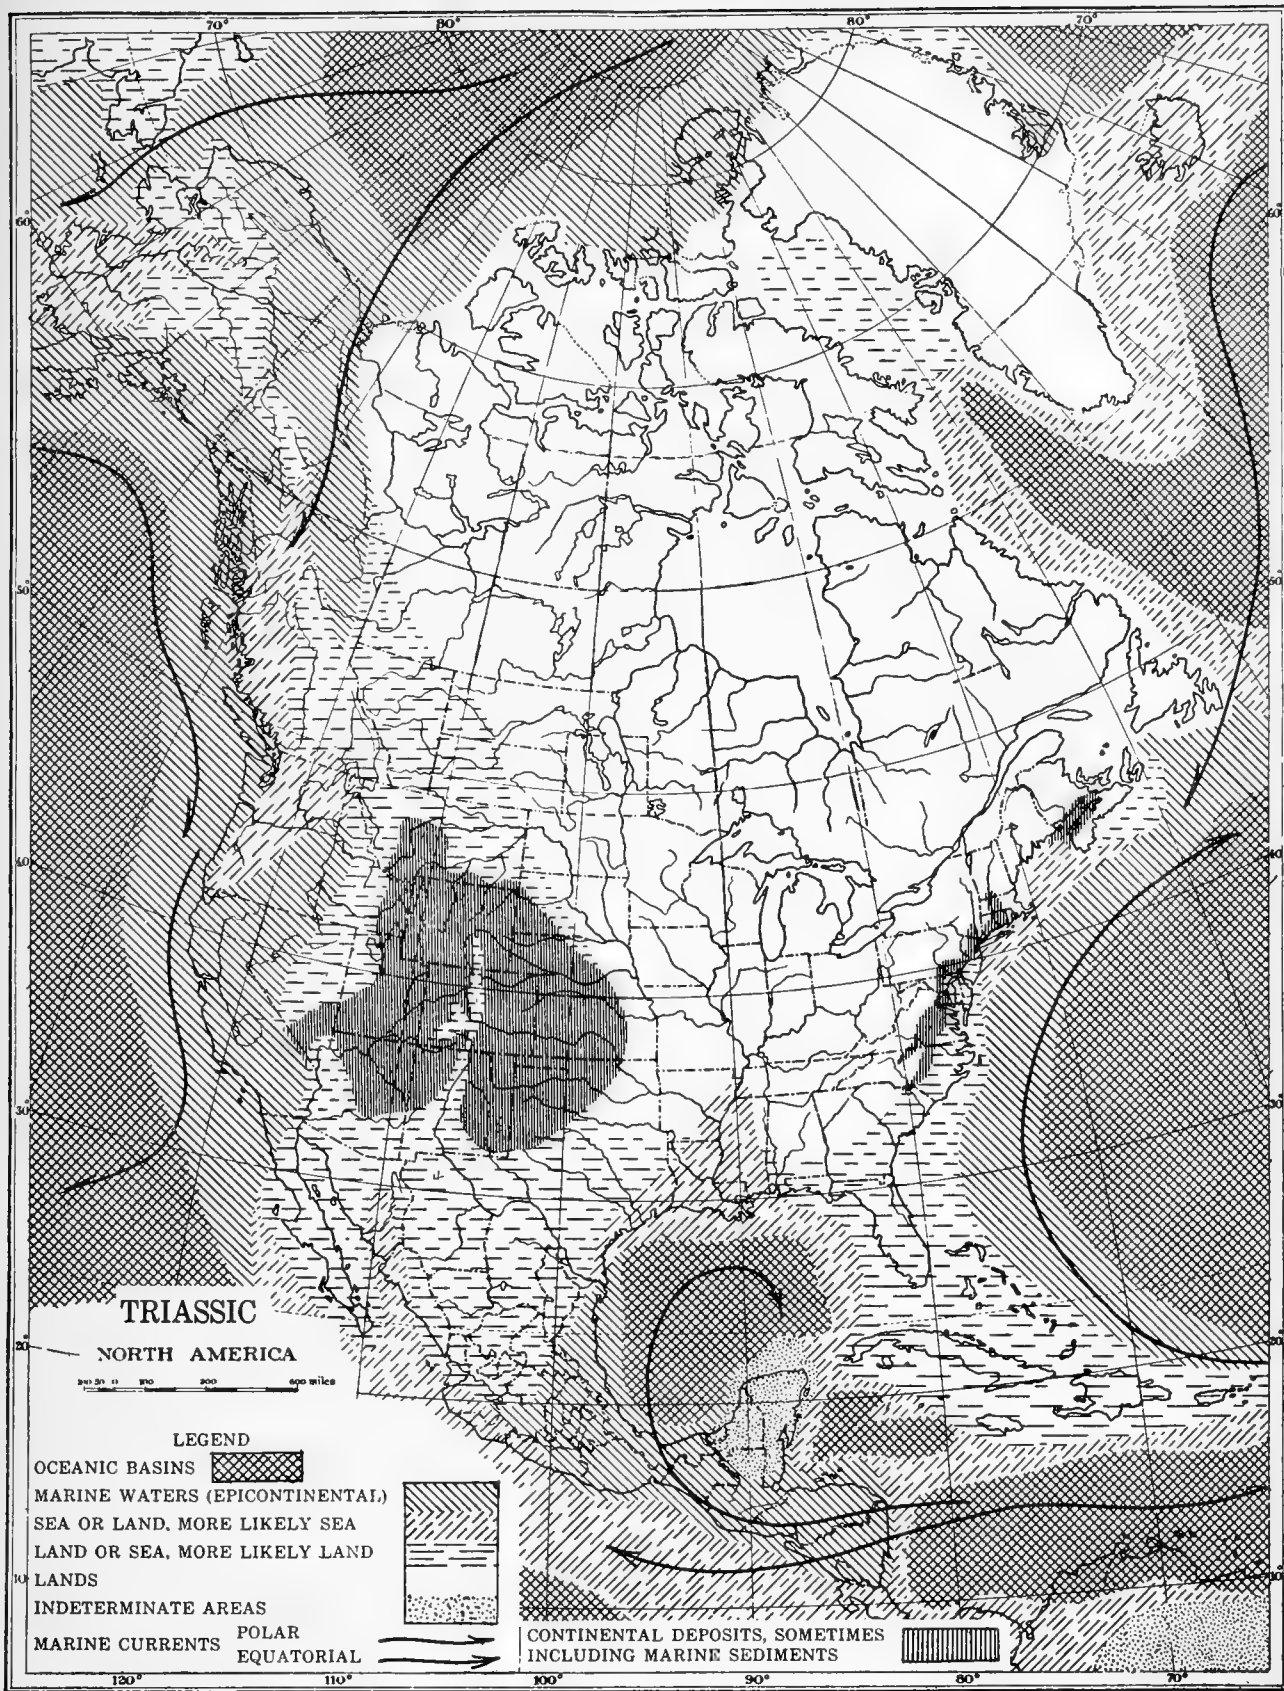 70°
80°
80°
70°
60°
60°
50°
50°
40°
40°
30°
30°
TRIASSIC
20°
20°
NORTH AMERICA
600 miles
LEGEND
OCEANIC BASINS
MARINE WATERS (EPICONTINENTAL)
SEA OR LAND, MORE LIKELY SEA
LAND OR SEA, MORE LIKELY LAND
10°
10°
LANDS
INDETERMINATE AREAS
MARINE CURRENTS POLAR
EQUATORIAL
CONTINENTAL DEPOSITS, SOMETIMES
INCLUDING MARINE SEDIMENTS
120°
110°
100°
90°
80°
70°